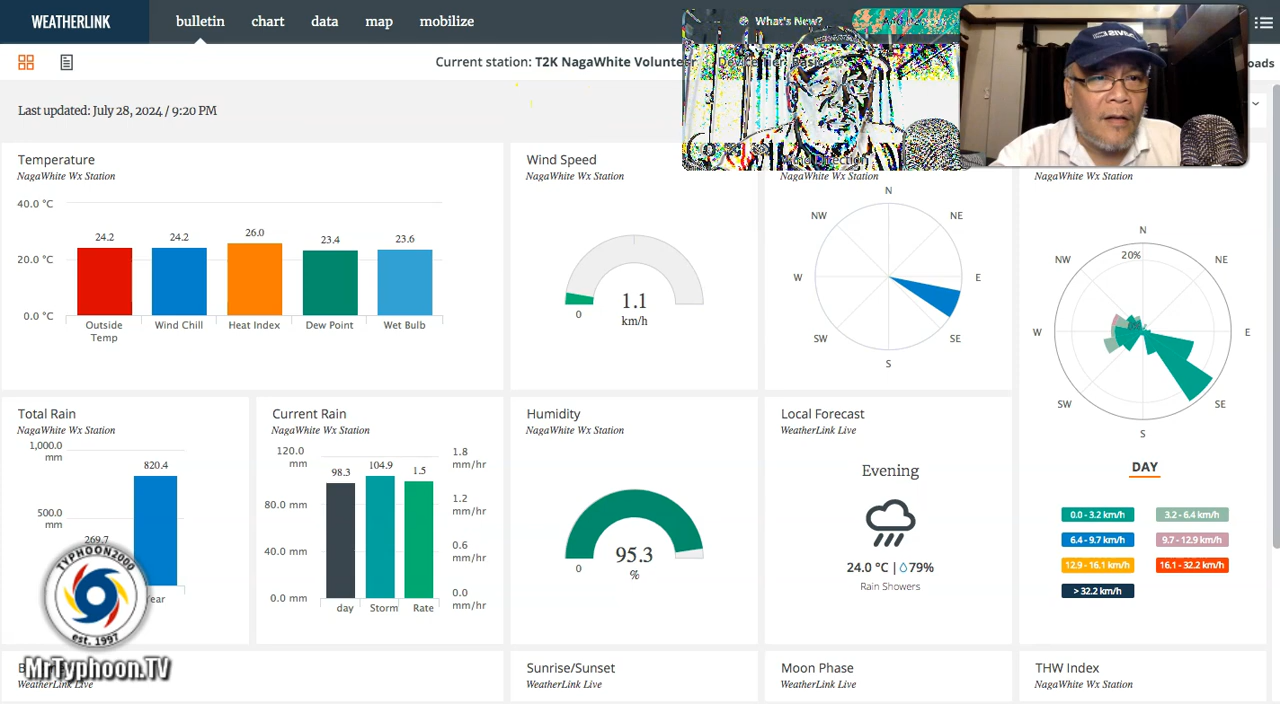 WEATHERLINK
bulletin
chart
data
map
mobilize
What's New?
Current station: T2K NagaWhite Volunteer
Last updated: July 28, 2024 / 9:20 PM
Temperature
NagaWhite Wx Station
40.0 °C
20.0 °C
0.0 °C
24.2
24.2
26.0
23.4
23.6
Outside
Temp
Wind Chill
Heat Index
Dew Point
Wet Bulb
Wind Speed
NagaWhite Wx Station
0
1.1
km/h
Wind Direction
NagaWhite Wx Station
N
NW
NE
W
E
SW
SE
S
NagaWhite Wx Station
N
20%
NW
NE
W
E
SW
SE
S
DAY
0.0 - 3.2 km/h
3.2 - 6.4 km/h
6.4 - 9.7 km/h
9.7 - 12.9 km/h
12.9 - 16.1 km/h
16.1 - 32.2 km/h
> 32.2 km/h
Total Rain
NagaWhite Wx Station
1,000.0
mm
500.0
mm
820.4
269.7
Year
Current Rain
NagaWhite Wx Station
120.0
mm
80.0 mm
40.0 mm
0.0 mm
98.3
104.9
1.5
1.8
mm/hr
1.2
mm/hr
0.6
mm/hr
0.0
mm/hr
day
Storm
Rate
Humidity
NagaWhite Wx Station
0
95.3
%
Local Forecast
WeatherLink Live
Evening
24.0 °C | 79%
Rain Showers
TYPHOON2000
est. 1997
MrTyphoon.TV
WeatherLink Live
Sunrise/Sunset
WeatherLink Live
Moon Phase
WeatherLink Live
THW Index
NagaWhite Wx Station